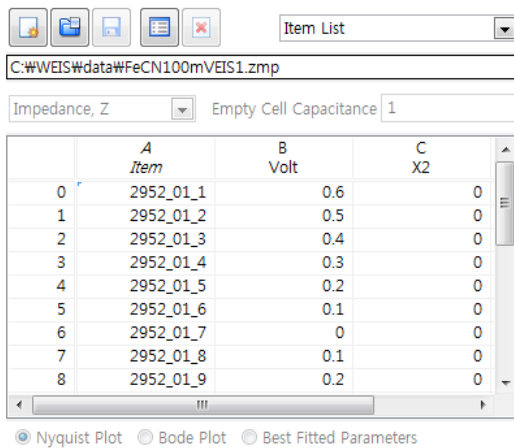 Item List
C:₩WEIS₩data₩FeCN100mVEIS1.zmp
Impedance, Z Empty Cell Capacitance 1
A B C
Item Volt X2
0 2952_01_1 0.6 0
1 2952_01_2 0.5 0
2 2952_01_3 0.4 0
3 2952_01_4 0.3 0
4 2952_01_5 0.2 0
5 2952_01_6 0.1 0
6 2952_01_7 0 0
7 2952_01_8 0.1 0
8 2952_01_9 0.2 0
Nyquist Plot Bode Plot Best Fitted Parameters